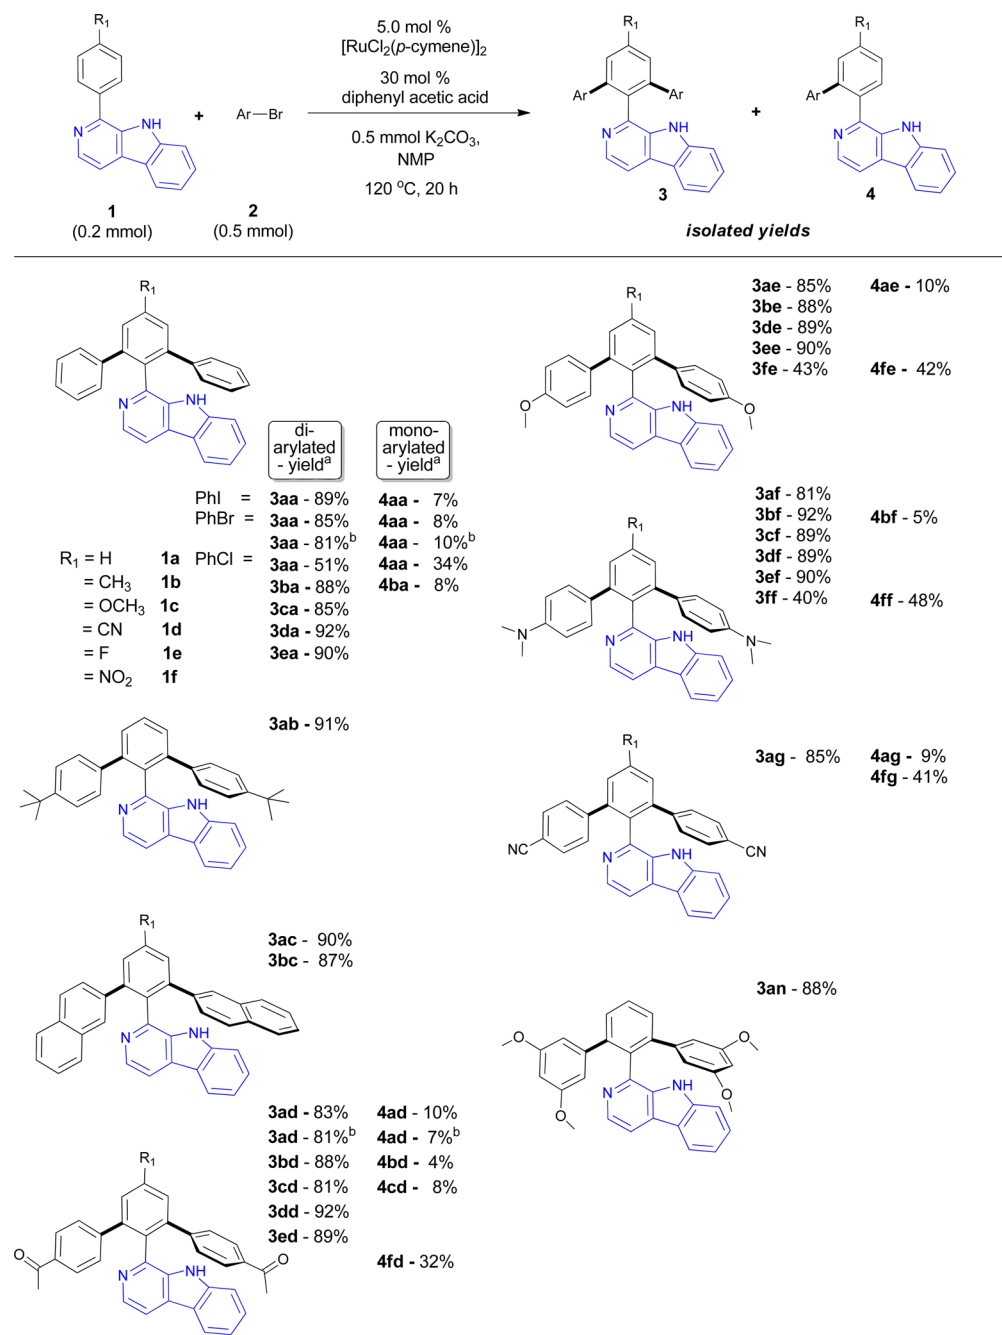 R1
N
NH
1
(0.2 mmol)
+
Ar—Br
2
(0.5 mmol)
5.0 mol %
[RuCl2(p-cymene)]2
30 mol %
diphenyl acetic acid
0.5 mmol K2CO3,
NMP
120 oC, 20 h
R1
Ar
Ar
N
NH
3
+
R1
Ar
N
NH
4
isolated yields
R1
N
NH
di-
arylated
- yielda
mono-
arylated
- yielda
PhI = 3aa - 89% 4aa - 7%
PhBr = 3aa - 85% 4aa - 8%
3aa - 81%b 4aa - 10%b
R1 = H 1a PhCl = 3aa - 51% 4aa - 34%
= CH3 1b 3ba - 88% 4ba - 8%
= OCH3 1c 3ca - 85%
= CN 1d 3da - 92%
= F 1e 3ea - 90%
= NO2 1f
3ab - 91%
N
NH
R1
3ac - 90%
3bc - 87%
N
NH
3ad - 83% 4ad - 10%
3ad - 81%b 4ad - 7%b
3bd - 88% 4bd - 4%
3cd - 81% 4cd - 8%
3dd - 92%
3ed - 89%
4fd - 32%
R1
O
O
N
NH
3ae - 85% 4ae - 10%
3be - 88%
3de - 89%
3ee - 90%
3fe - 43% 4fe - 42%
R1
O
O
N
NH
3af - 81%
3bf - 92% 4bf - 5%
3cf - 89%
3df - 89%
3ef - 90%
3ff - 40% 4ff - 48%
R1
N
N
N
NH
3ag - 85% 4ag - 9%
4fg - 41%
R1
NC
CN
N
NH
3an - 88%
O
O
O
O
N
NH